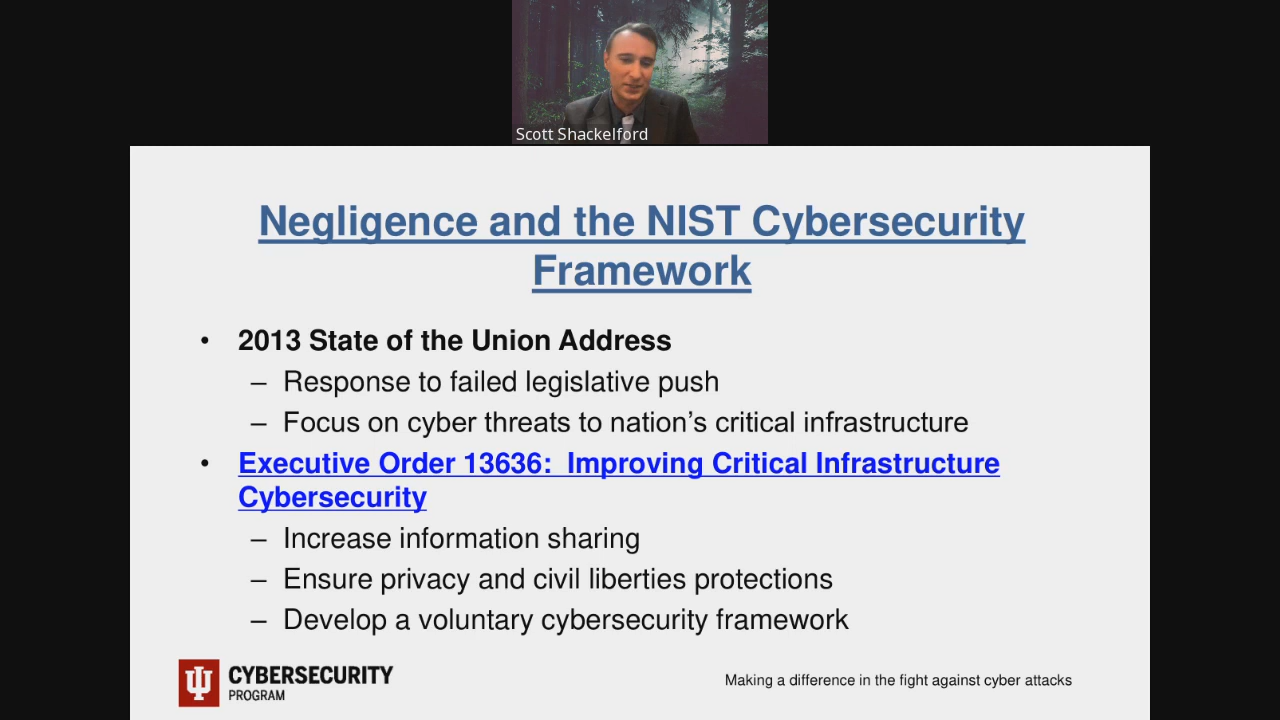 Scott Shackelford
Negligence and the NIST Cybersecurity
Framework
• 2013 State of the Union Address
– Response to failed legislative push
– Focus on cyber threats to nation’s critical infrastructure
• Executive Order 13636:  Improving Critical Infrastructure
Cybersecurity
– Increase information sharing
– Ensure privacy and civil liberties protections
– Develop a voluntary cybersecurity framework
CYBERSECURITY
PROGRAM
Making a difference in the fight against cyber attacks